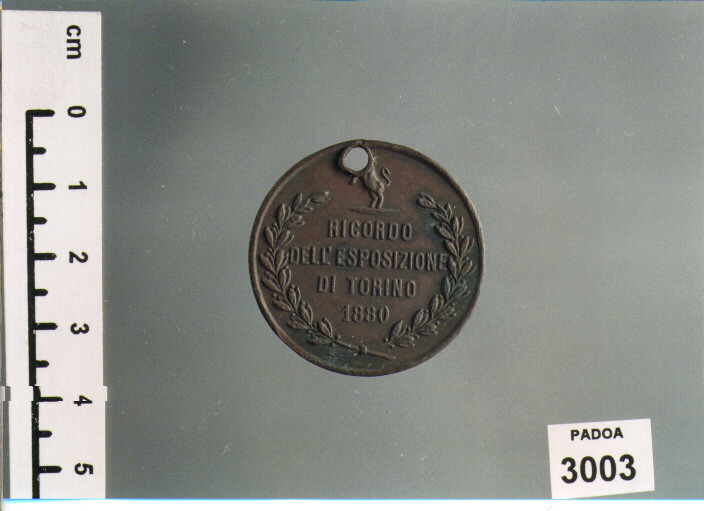 cm
0
1
2
3
4
5
RICORDO
DELL'ESPOSIZIONE
DI TORINO
1880
PADOA
3003